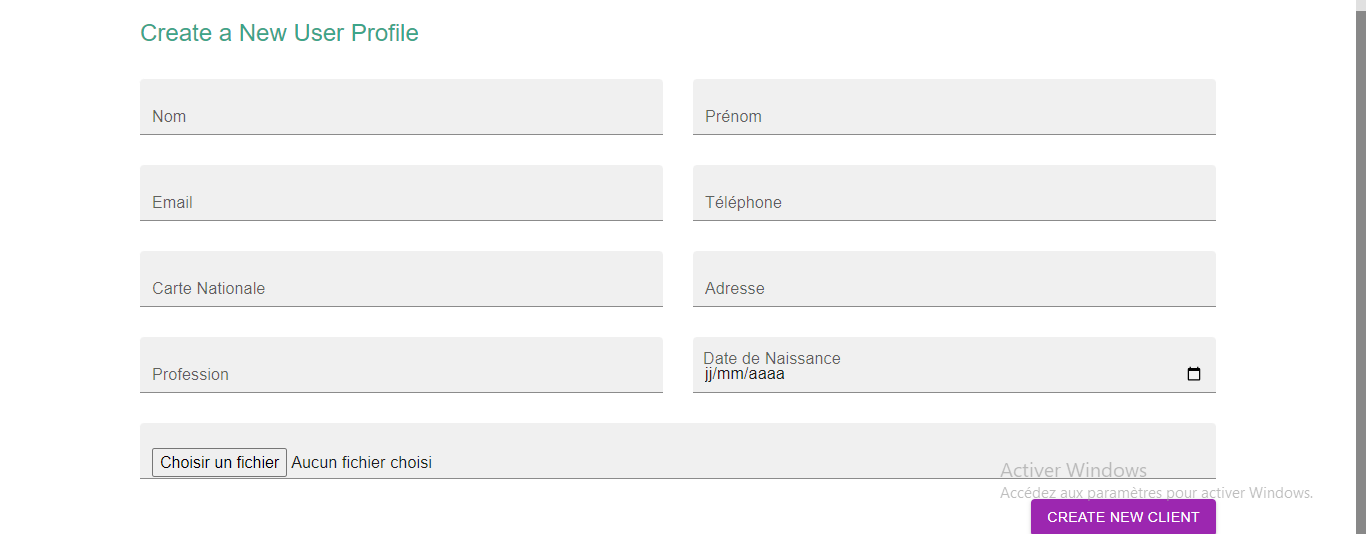 Create a New User Profile
Nom
Prénom
Email
Téléphone
Carte Nationale
Adresse
Profession
Date de Naissance
jj/mm/aaaa
Choisir un fichier Aucun fichier choisi
Activer Windows
Accédez aux paramètres pour activer Windows.
CREATE NEW CLIENT